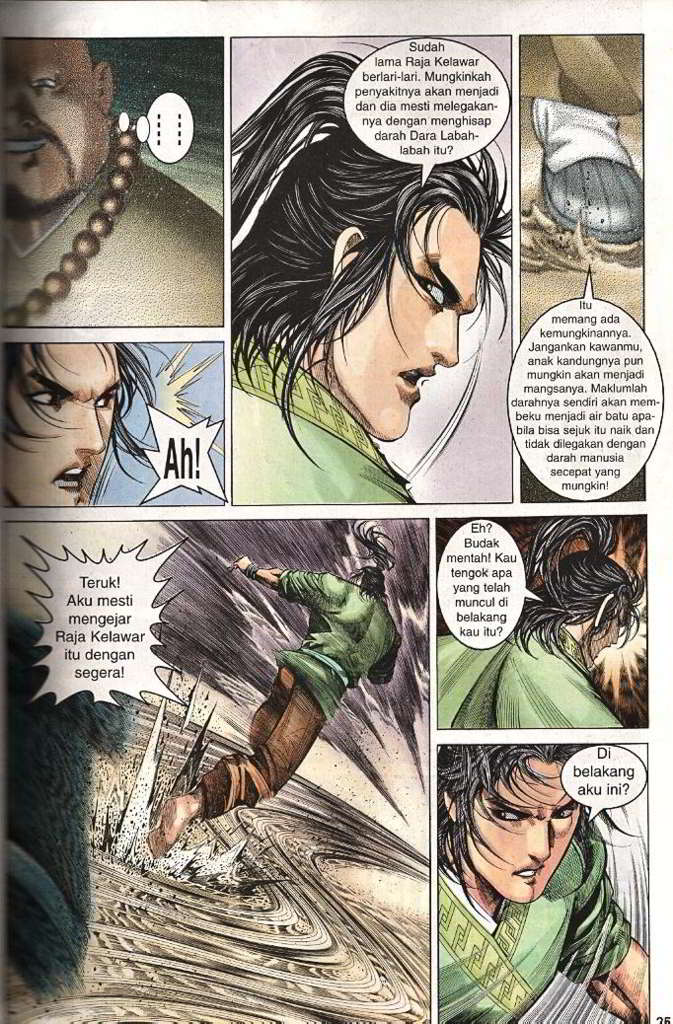 Sudah
lama Raja Kelawar
berlari-lari. Mungkinkah
penyakitnya akan menjadi
dan dia mesti melegakan-
nya dengan menghisap
darah Dara Labah-
labah itu?
Itu
memang ada
kemungkinannya.
Jangankan kawanmu,
anak kandungnya pun
mungkin akan menjadi
mangsanya. Maklumlah
darahnya sendiri akan mem-
beku menjadi air batu apa-
bila bisa sejuk itu naik dan
tidak dilegakan dengan
darah manusia
secepat yang
mungkin!
Ah!
Teruk!
Aku mesti
mengejar
Raja Kelawar
itu dengan
segera!
Eh?
Budak
mentah! Kau
tengok apa
yang telah
muncul di
belakang
kau itu?
Di
belakang
aku ini?